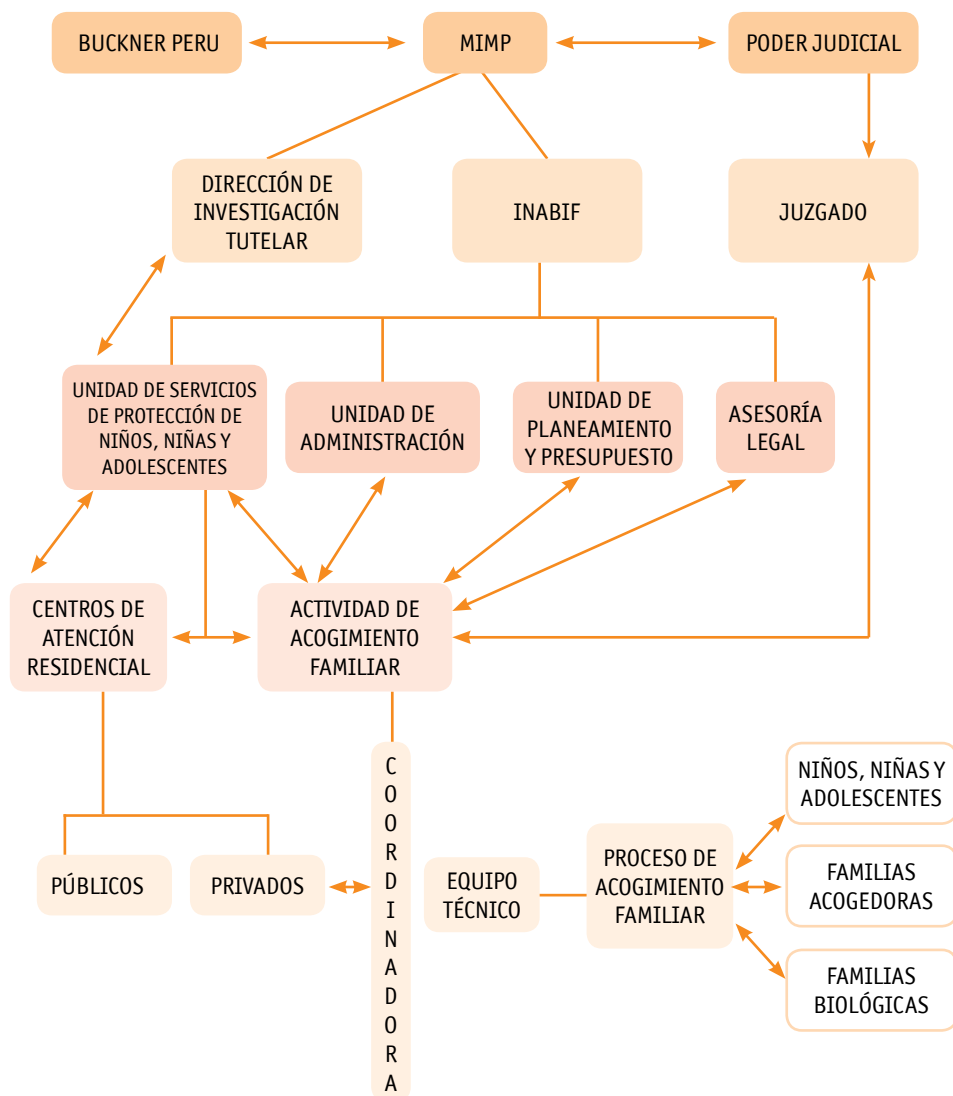 BUCKNER PERU
MIMP
PODER JUDICIAL
DIRECCIÓN DE
INVESTIGACIÓN
TUTELAR
INABIF
JUZGADO
UNIDAD DE SERVICIOS
DE PROTECCIÓN DE
NIÑOS, NIÑAS Y
ADOLESCENTES
UNIDAD DE
ADMINISTRACIÓN
UNIDAD DE
PLANEAMIENTO
Y PRESUPUESTO
ASESORÍA
LEGAL
CENTROS DE
ATENCIÓN
RESIDENCIAL
ACTIVIDAD DE
ACOGIMIENTO
FAMILIAR
PÚBLICOS
PRIVADOS
COORDINADORA
EQUIPO
TÉCNICO
PROCESO DE
ACOGIMIENTO
FAMILIAR
NIÑOS, NIÑAS Y
ADOLESCENTES
FAMILIAS
ACOGEDORAS
FAMILIAS
BIOLÓGICAS